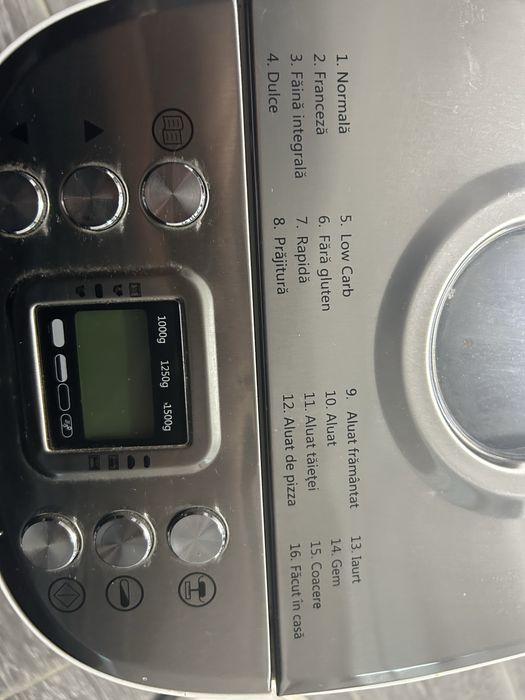 1. Normală
2. Franceză
3. Făină integrală
4. Dulce
5. Low Carb
6. Fără gluten
7. Rapidă
8. Prăjitură
9. Aluat frământat
10. Aluat
11. Aluat tăieței
12. Aluat de pizza
13. Iaurt
14. Gem
15. Coacere
16. Făcut în casă
1000g 1250g 1500g